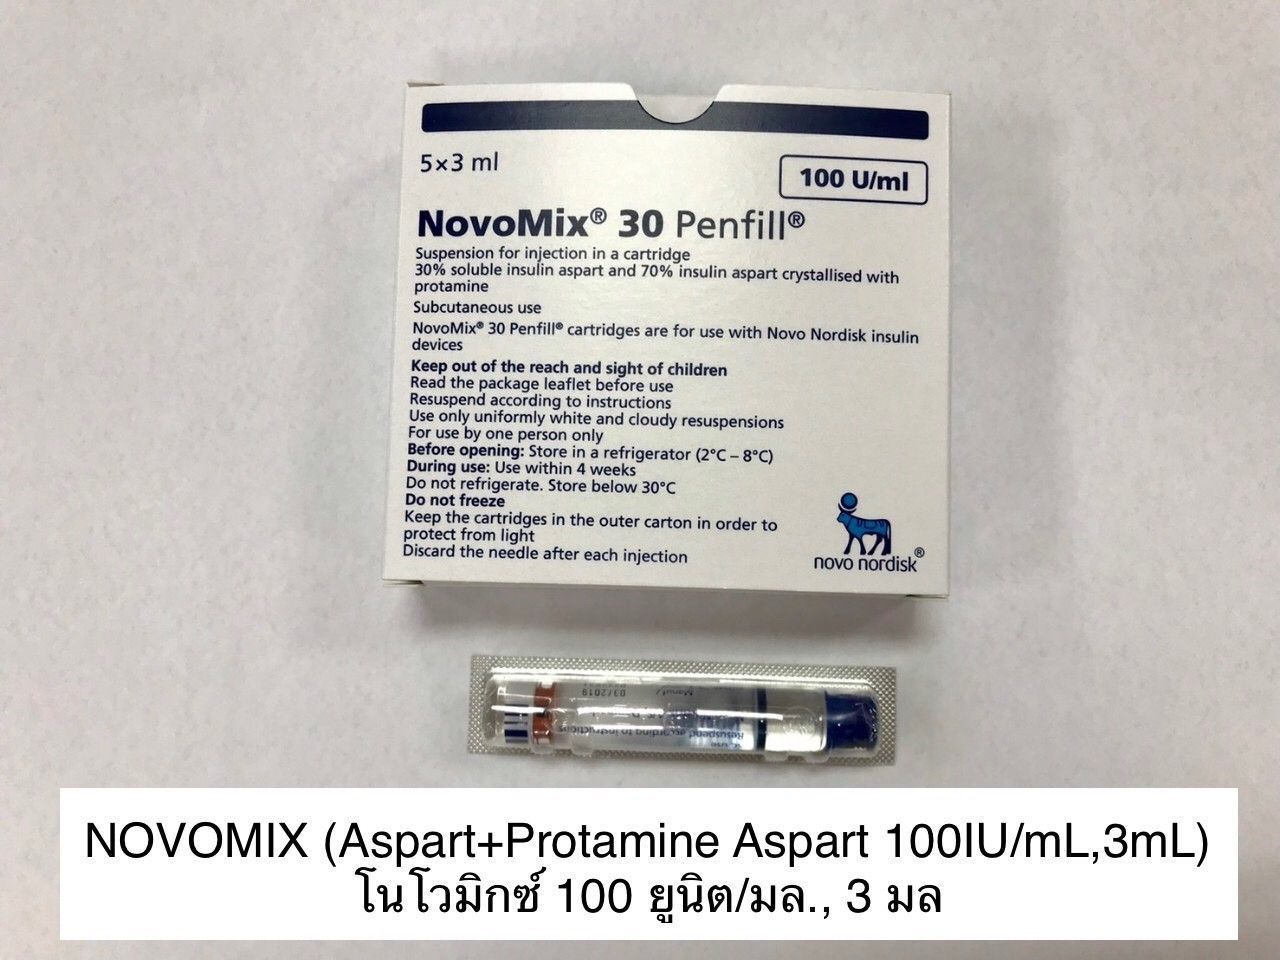 5×3 ml
100 U/ml
NovoMix® 30 Penfill®
Suspension for injection in a cartridge
30% soluble insulin aspart and 70% insulin aspart crystallised with
protamine
Subcutaneous use
NovoMix® 30 Penfill® cartridges are for use with Novo Nordisk insulin
devices
Keep out of the reach and sight of children
Read the package leaflet before use
Resuspend according to instructions
Use only uniformly white and cloudy resuspensions
For use by one person only
Before opening: Store in a refrigerator (2°C – 8°C)
During use: Use within 4 weeks
Do not refrigerate. Store below 30°C
Do not freeze
Keep the cartridges in the outer carton in order to
protect from light
Discard the needle after each injection
novo nordisk®
03/2019
Resuspend according to instructions
NOVOMIX (Aspart+Protamine Aspart 100IU/mL,3mL)
โนโวมิกซ์ 100 ยูนิต/มล., 3 มล